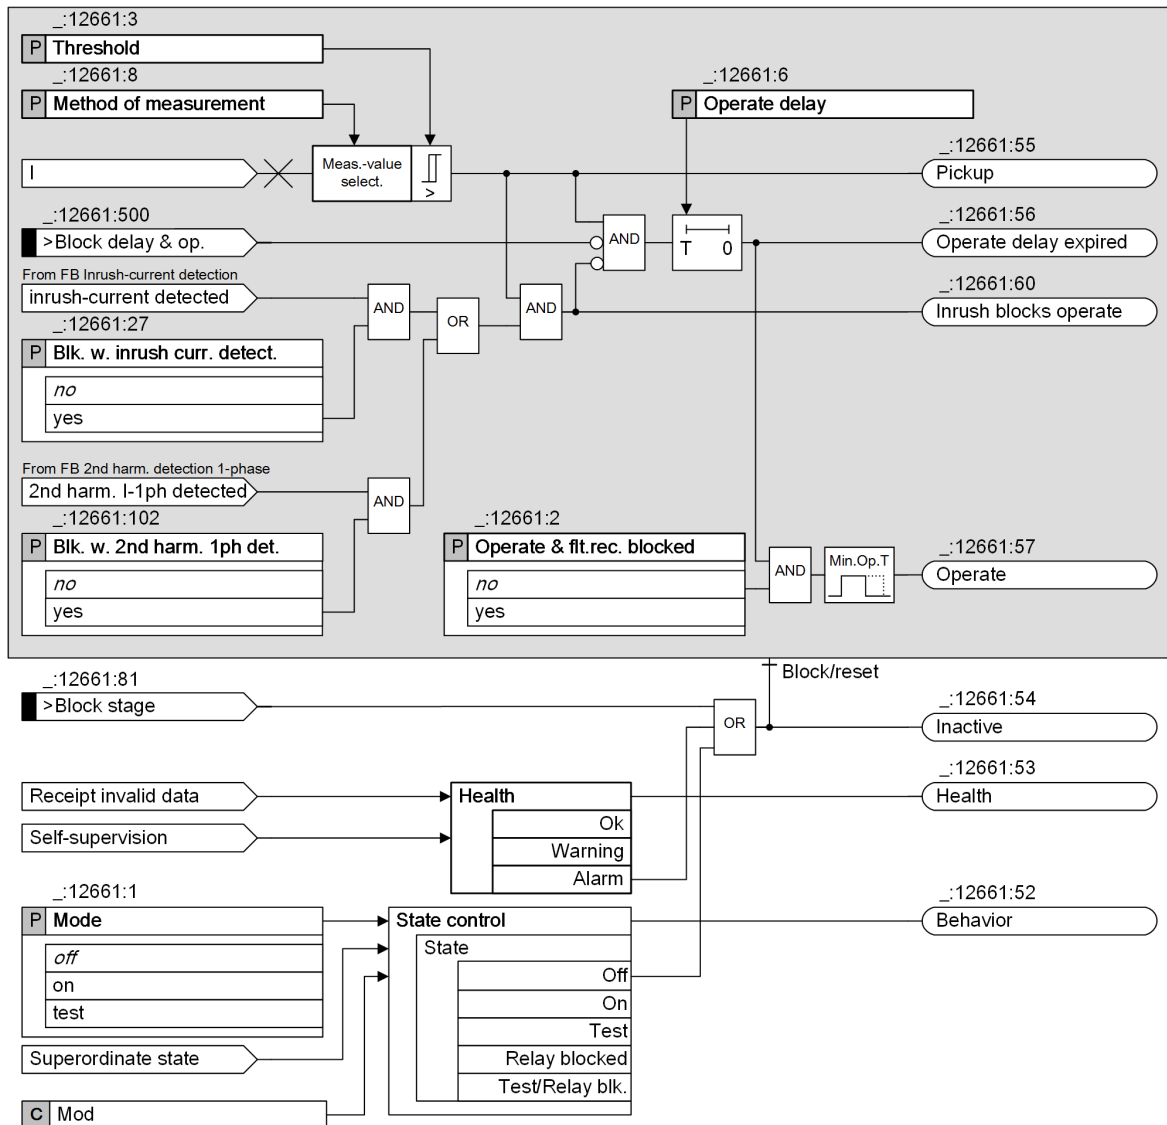 _:12661:3
P Threshold
_:12661:8
P Method of measurement
_:12661:6
P Operate delay
I
Meas.-value
select.
>
_:12661:55
Pickup
_:12661:500
>Block delay & op.
AND
T 0
_:12661:56
Operate delay expired
From FB Inrush-current detection
inrush-current detected
AND
OR
AND
_:12661:60
Inrush blocks operate
_:12661:27
P Blk. w. inrush curr. detect.
no
yes
From FB 2nd harm. detection 1-phase
2nd harm. I-1ph detected
AND
_:12661:102
P Blk. w. 2nd harm. 1ph det.
no
yes
_:12661:2
P Operate & flt.rec. blocked
no
yes
AND
Min.Op.T
_:12661:57
Operate
Block/reset
_:12661:81
>Block stage
OR
_:12661:54
Inactive
Receipt invalid data
Self-supervision
Health
Ok
Warning
Alarm
_:12661:53
Health
_:12661:1
P Mode
off
on
test
Superordinate state
C Mod
State control
State
Off
On
Test
Relay blocked
Test/Relay blk.
_:12661:52
Behavior